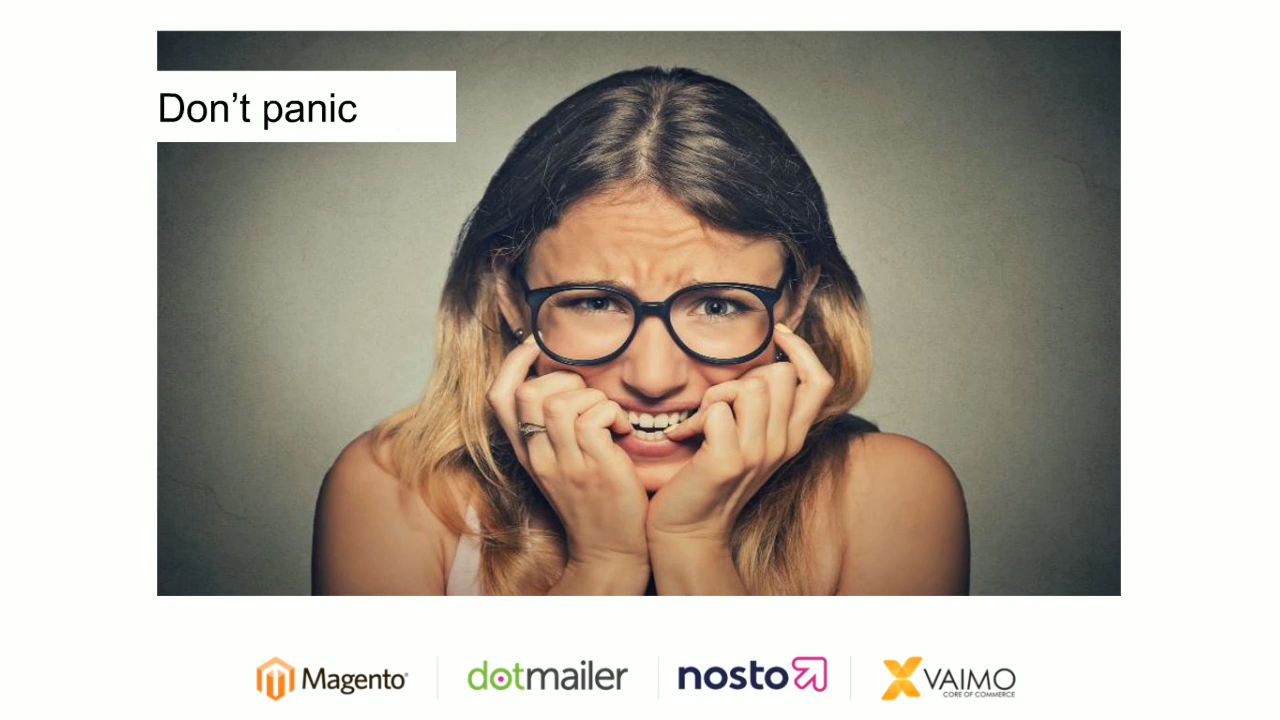 Don’t panic
Magento®
dotmailer
nosto
VAIMO
CORE OF COMMERCE